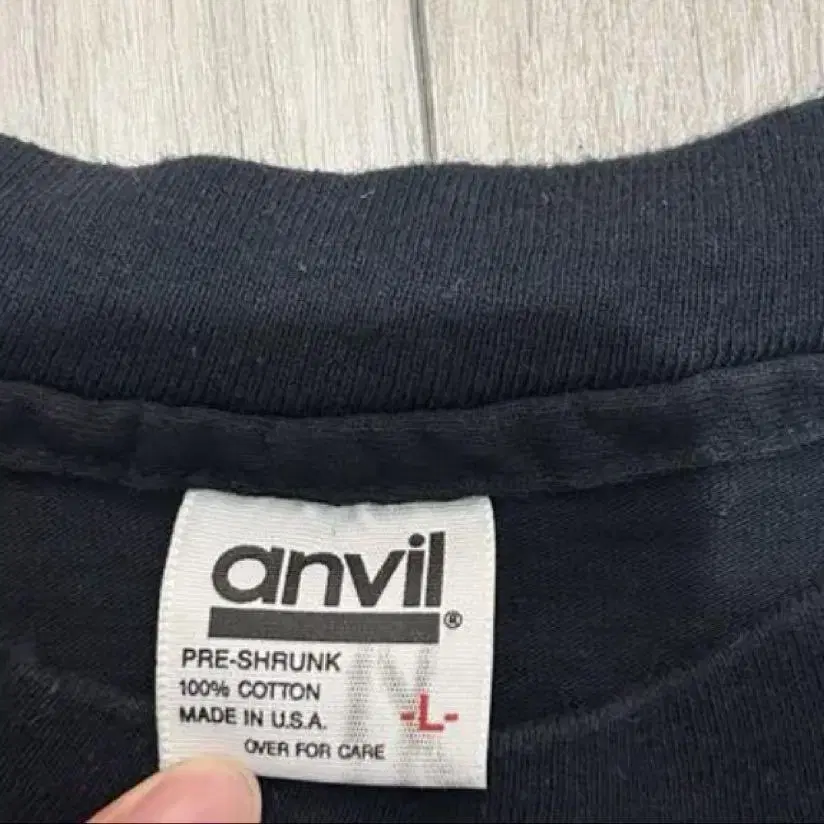 anvil®
PRE-SHRUNK
100% COTTON
MADE IN U.S.A.
-L-
OVER FOR CARE